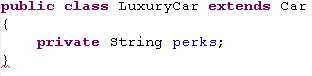 public class LuxuryCar extends Car
{
    private String perks;
}